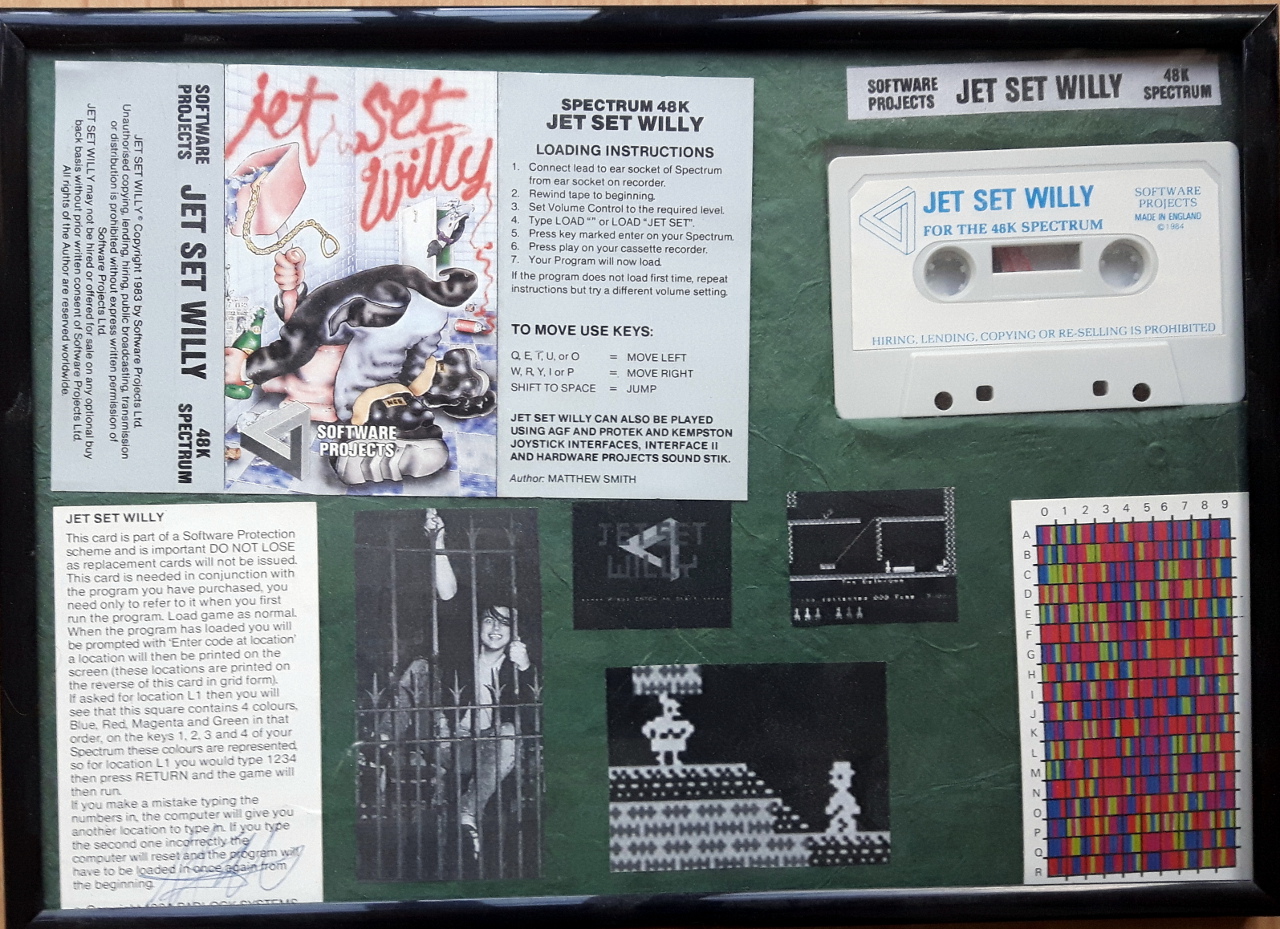 JET SET WILLY © Copyright 1983 by Software Projects Ltd.
Unauthorised copying, lending, hiring, public broadcasting, transmission
or distribution is prohibited without express written permission of
Software Projects Ltd.
JET SET WILLY may not be hired or offered for sale on any optional buy
back basis without prior written consent of Software Projects Ltd.
All rights of the Author are reserved worldwide.
SOFTWARE
PROJECTS
JET SET WILLY
48K
SPECTRUM
jet Set
Willy
SOFTWARE
PROJECTS
SPECTRUM 48K
JET SET WILLY
LOADING INSTRUCTIONS
1. Connect lead to ear socket of Spectrum
from ear socket on recorder.
2. Rewind tape to beginning.
3. Set Volume Control to the required level.
4. Type LOAD "" or LOAD "JET SET".
5. Press key marked enter on your Spectrum.
6. Press play on your cassette recorder.
7. Your Program will now load.
If the program does not load first time, repeat
instructions but try a different volume setting.
TO MOVE USE KEYS:
Q, E, T, U, or O = MOVE LEFT
W, R, Y, I or P = MOVE RIGHT
SHIFT TO SPACE = JUMP
JET SET WILLY CAN ALSO BE PLAYED
USING AGF AND PROTEK AND KEMPSTON
JOYSTICK INTERFACES, INTERFACE II
AND HARDWARE PROJECTS SOUND STIK.
Author: MATTHEW SMITH
SOFTWARE
PROJECTS
JET SET WILLY
48K
SPECTRUM
JET SET WILLY
FOR THE 48K SPECTRUM
SOFTWARE
PROJECTS
MADE IN ENGLAND
© 1984
HIRING, LENDING, COPYING OR RE-SELLING IS PROHIBITED
JET SET WILLY
This card is part of a Software Protection
scheme and is important DO NOT LOSE
as replacement cards will not be issued.
This card is needed in conjunction with
the program you have purchased, you
need only to refer to it when you first
run the program. Load game as normal.
When the program has loaded you will
be prompted with 'Enter code at location'
a location will then be printed on the
screen (these locations are printed on
the reverse of this card in grid form).
If asked for location L1 then you will
see that this square contains 4 colours,
Blue, Red, Magenta and Green in that
order, on the keys 1, 2, 3 and 4 of your
Spectrum these colours are represented,
so for location L1 you would type 1234
then press RETURN and the game will
then run.
If you make a mistake typing the
numbers in, the computer will give you
another location to type in. If you type
the second one incorrectly the
computer will reset and the program will
have to be loaded in once again from
the beginning.
PADLOCK SYSTEMS
JET SET
WILLY
Press ENTER to Start
The Bathroom
Items collected 000 Time
0 1 2 3 4 5 6 7 8 9
A
B
C
D
E
F
G
H
I
J
K
L
M
N
O
P
Q
R